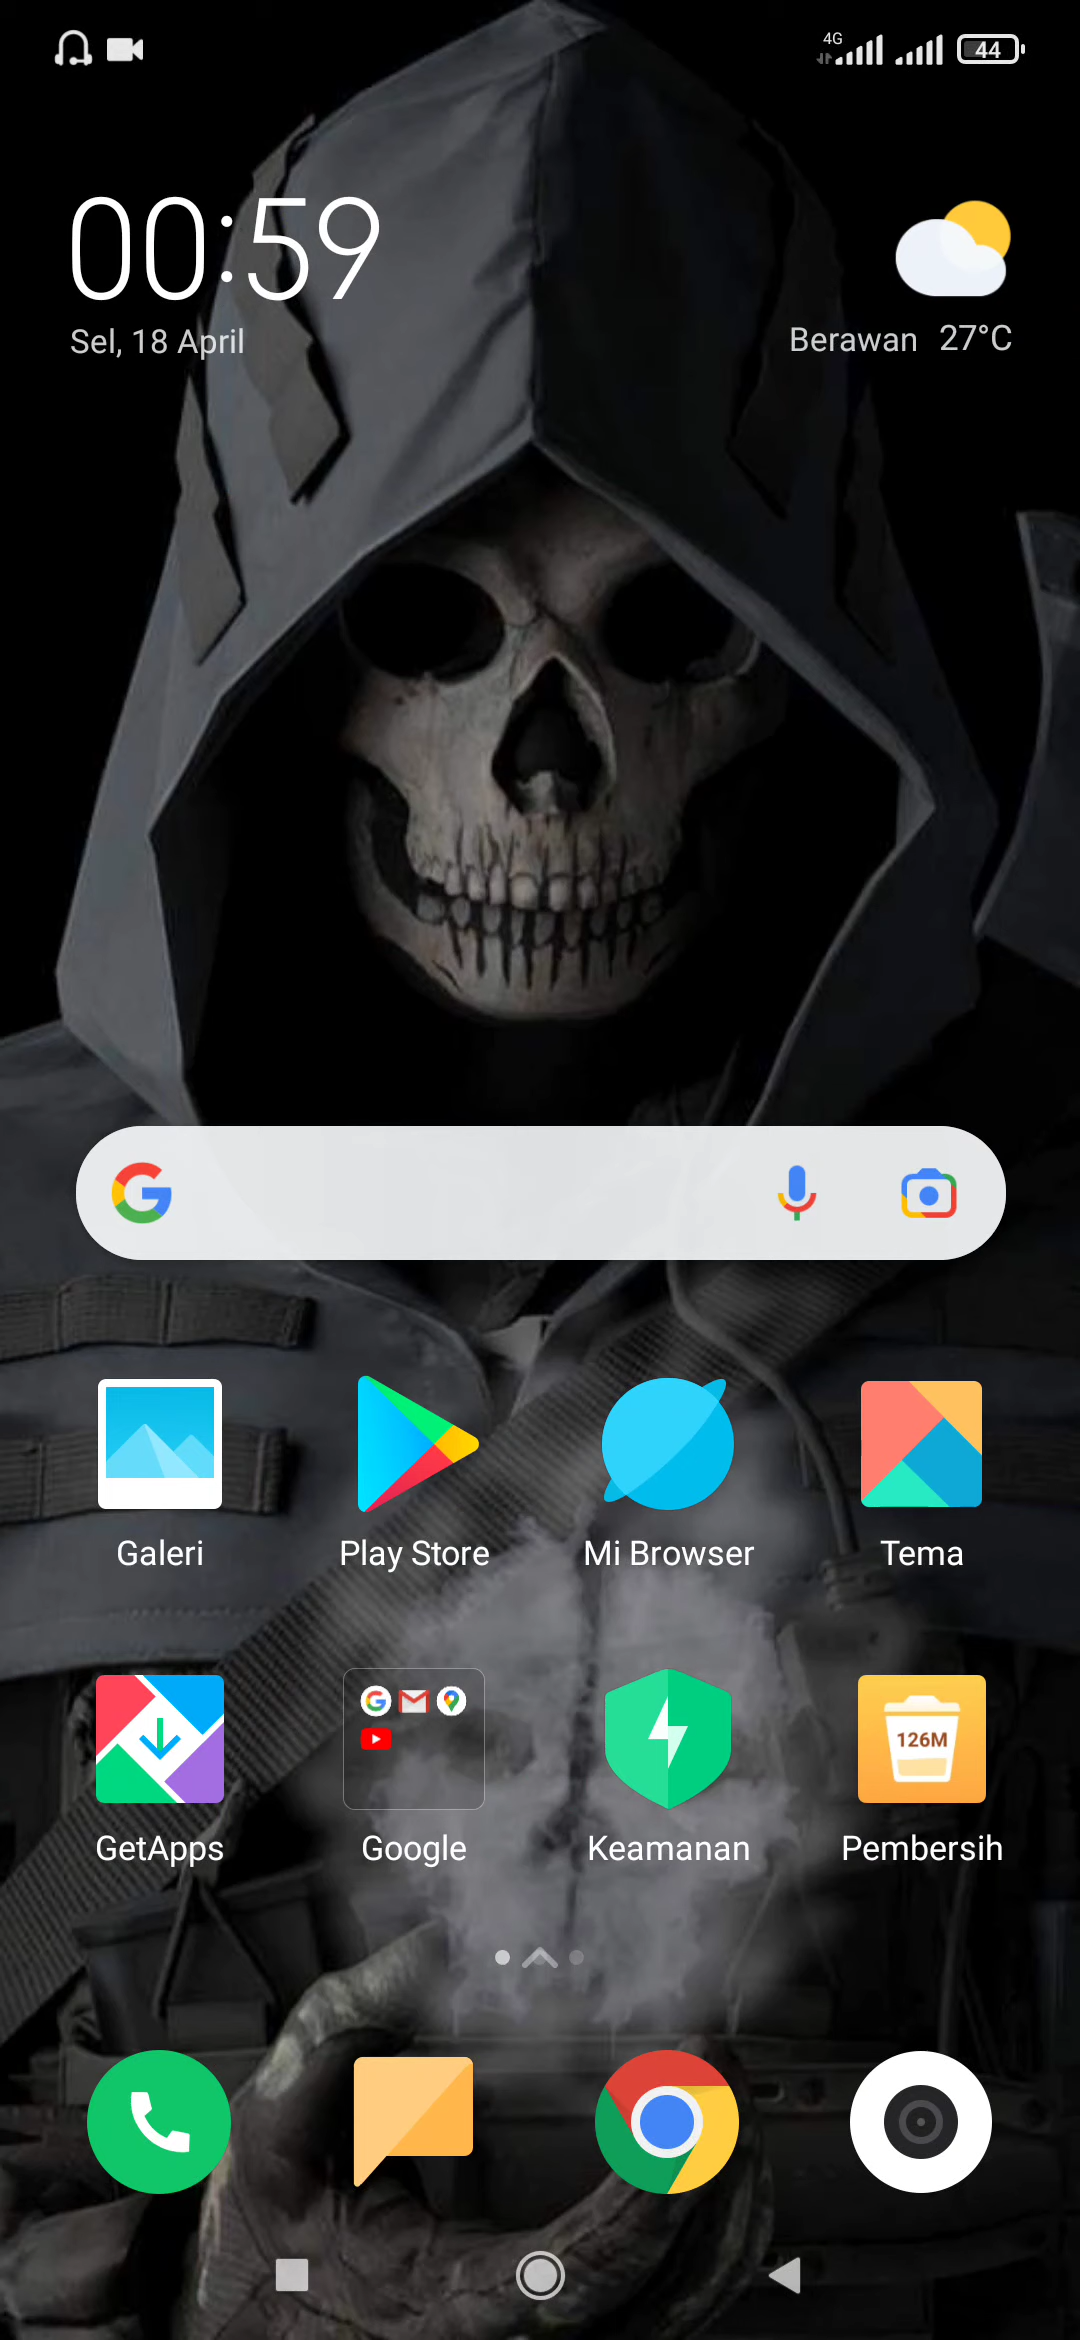 4G
44
00:59
Sel, 18 April
Berawan 27°C
Galeri
Play Store
Mi Browser
Tema
126M
GetApps
Google
Keamanan
Pembersih